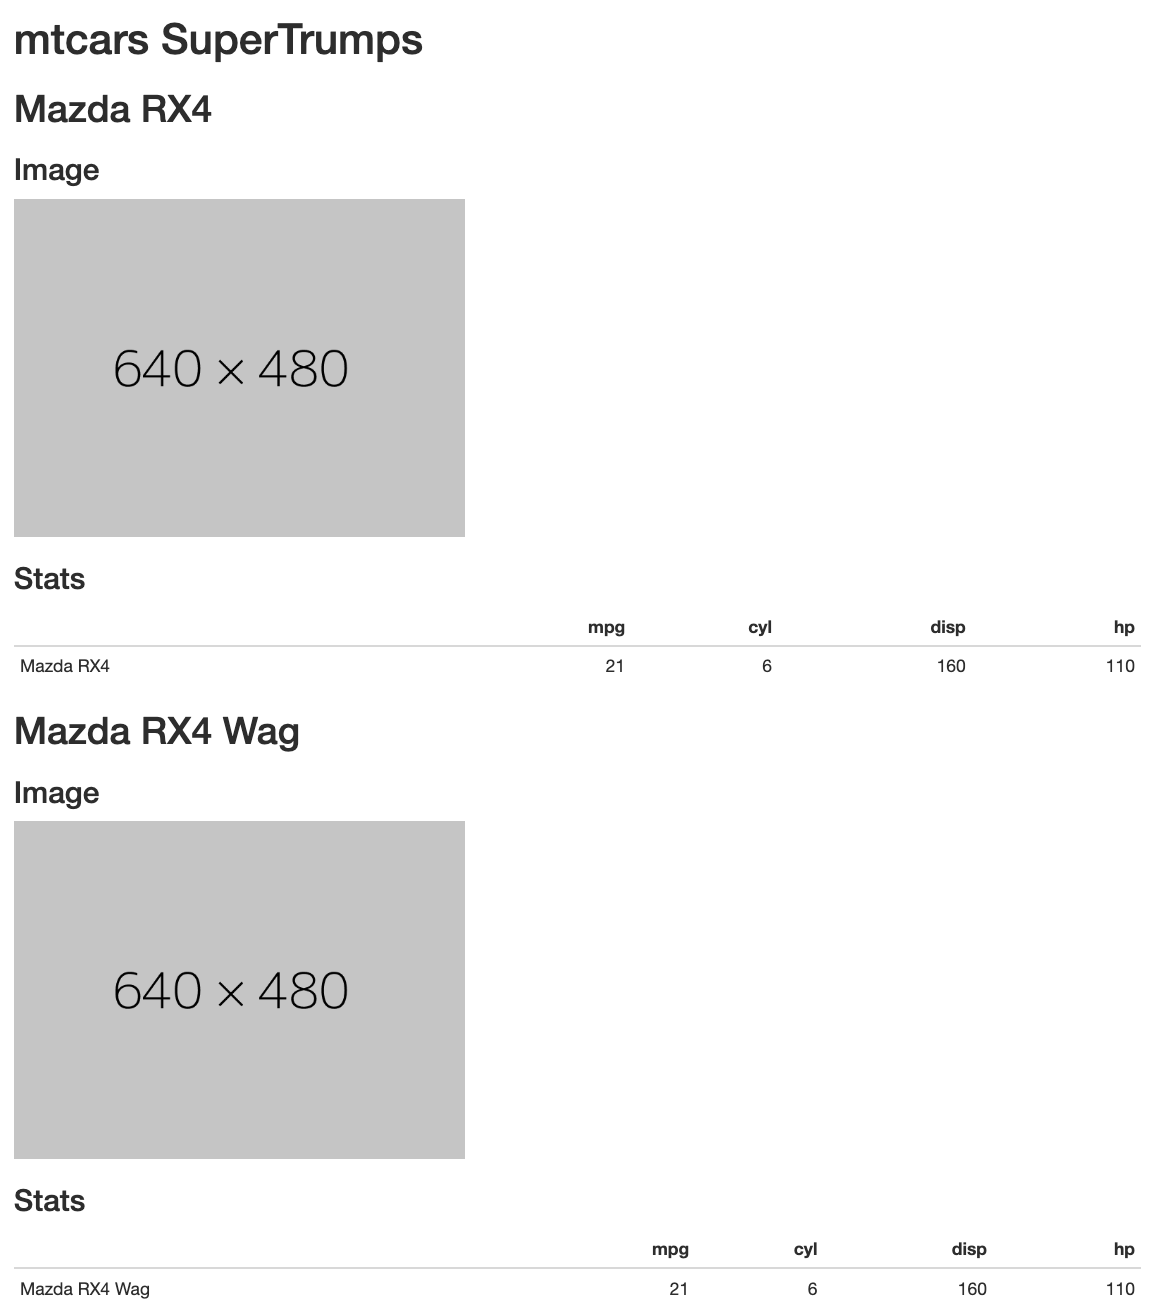 mtcars SuperTrumps
Mazda RX4
Image
640 × 480
Stats
mpg cyl disp hp
Mazda RX4 21 6 160 110
Mazda RX4 Wag
Image
640 × 480
Stats
mpg cyl disp hp
Mazda RX4 Wag 21 6 160 110